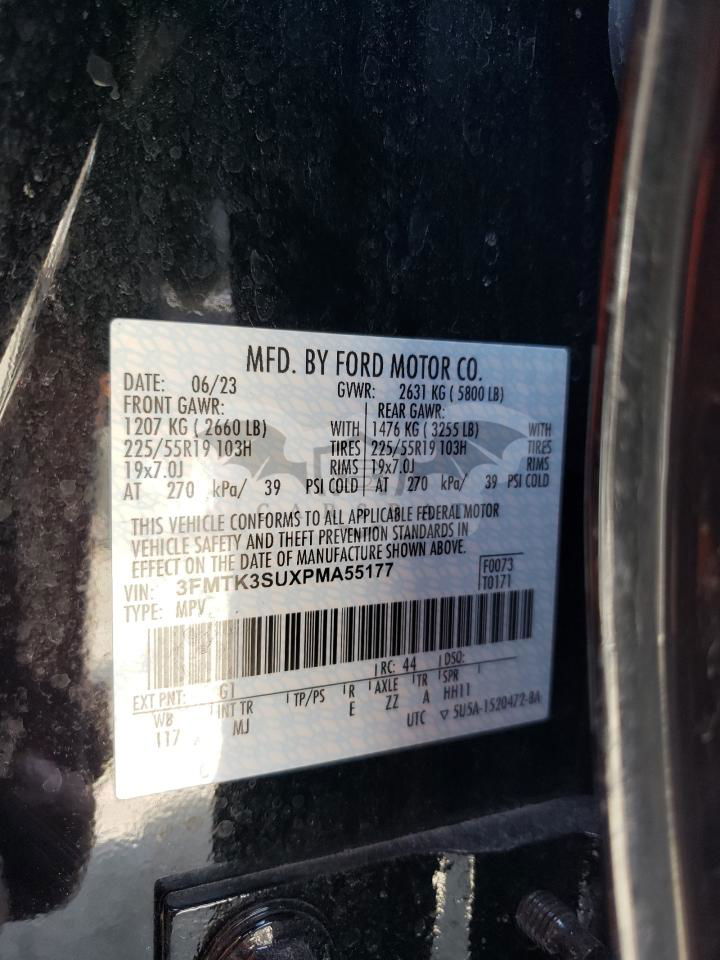 MFD. BY FORD MOTOR CO.
DATE: 06/23 GVWR: 2631 KG ( 5800 LB)
FRONT GAWR: REAR GAWR:
1207 KG ( 2660 LB) WITH 1476 KG ( 3255 LB) WITH
225/55R19 103H TIRES 225/55R19 103H TIRES
19x7.0J RIMS 19x7.0J RIMS
AT 270 kPa/ 39 PSI COLD AT 270 kPa/ 39 PSI COLD
THIS VEHICLE CONFORMS TO ALL APPLICABLE FEDERAL MOTOR
VEHICLE SAFETY AND THEFT PREVENTION STANDARDS IN
EFFECT ON THE DATE OF MANUFACTURE SHOWN ABOVE.
VIN: 3FMTK3SUXPMA55177 F0073
TYPE: MPV T0171
RC: 44 DSO:
EXT PNT: G1 TP/PS R AXLE TR SPR
WB INT TR E ZZ A HH11
117 MJ UTC ▽ 5U5A-1520472-BA